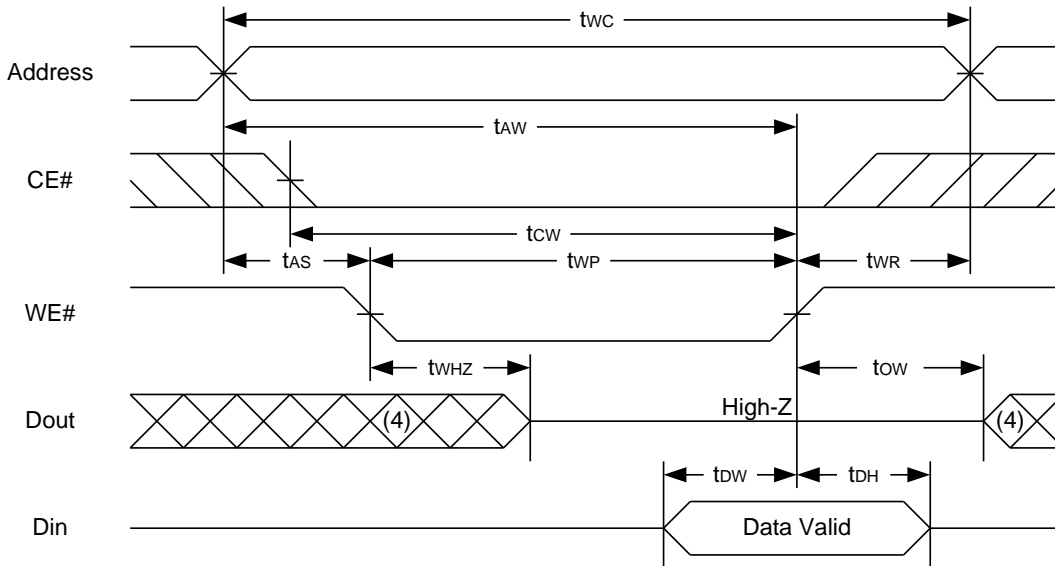 tWC
Address
tAW
CE#
tCW
tAS
tWP
tWR
WE#
tWHZ
tOW
Dout
(4)
High-Z
(4)
tDW
tDH
Din
Data Valid